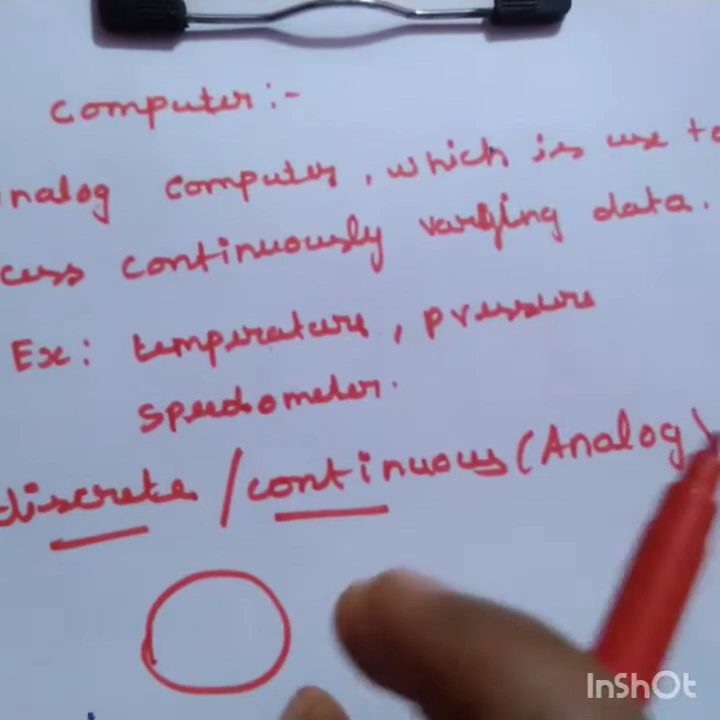 computer :-
nalog computer, which is use to
cess continuously varying data.
Ex: temperature, pressure
speedometer.
discrete / continuous (Analog)
InShOt